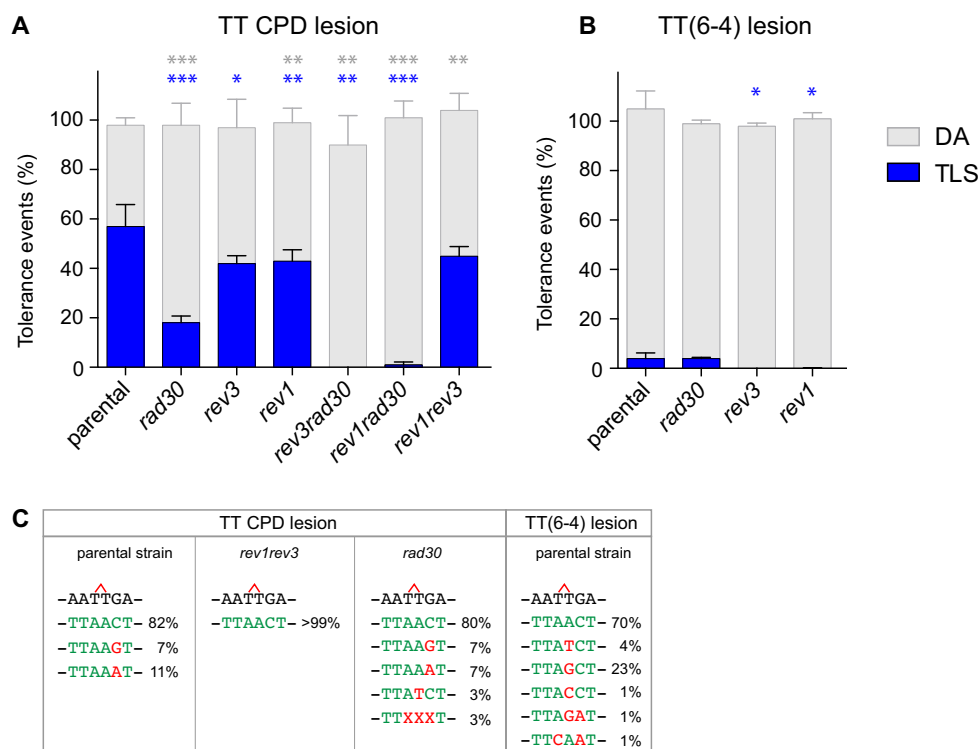 A
TT CPD lesion
*** ** ** *** **
*** * ** ** ***
Tolerance events (%)
100
80
60
40
20
0
parental
rad30
rev3
rev1
rev3rad30
rev1rad30
rev1rev3
B
TT(6-4) lesion
* *
Tolerance events (%)
100
80
60
40
20
0
parental
rad30
rev3
rev1
DA
TLS
C
TT CPD lesion
parental strain
–AATTGA–
–TTAACT– 82%
–TTAAGT– 7%
–TTAAAT– 11%
rev1rev3
–AATTGA–
–TTAACT– >99%
rad30
–AATTGA–
–TTAACT– 80%
–TTAAGT– 7%
–TTAAAT– 7%
–TTATCT– 3%
–TTXXXT– 3%
TT(6-4) lesion
parental strain
–AATTGA–
–TTAACT– 70%
–TTATCT– 4%
–TTAGCT– 23%
–TTACCT– 1%
–TTAGAT– 1%
–TTCAAT– 1%